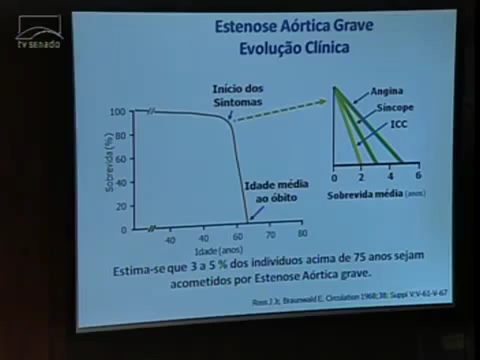 tv senado
Estenose Aórtica Grave
Evolução Clínica
Início dos
Sintomas
100
80
60
40
20
0
Sobrevida (%)
40
60
80
Idade (anos)
Idade média
ao óbito
Angina
Síncope
ICC
0 2 4 6
Sobrevida média (anos)
Estima-se que 3 a 5 % dos indivíduos acima de 75 anos sejam
acometidos por Estenose Aórtica grave.
Ross J Jr, Braunwald E. Circulation 1968;38: Suppl V:V-61-V-67